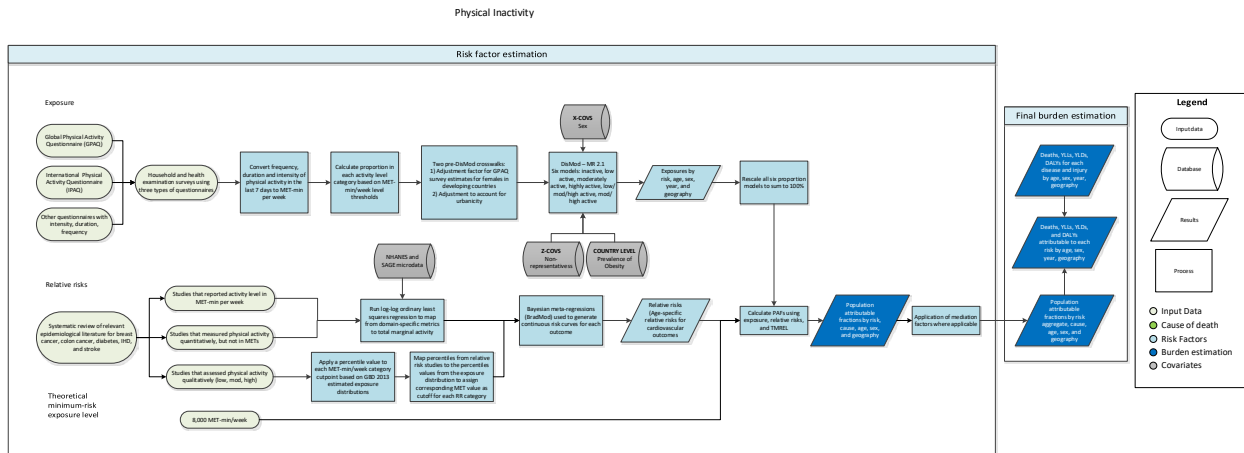 Physical Inactivity
Risk factor estimation
Exposure
Global Physical Activity
Questionnaire (GPAQ)
International Physical
Activity Questionnaire
(IPAQ)
Other questionnaires with
intensity, duration,
frequency
Household and health
examination surveys using
three types of questionnaires
Convert frequency,
duration and intensity of
physical activity in the
last 7 days to MET-min
per week
Calculate proportion in
each activity level
category based on MET-
min/week level
thresholds
Two pre-DisMod crosswalks:
1) Adjustment factor for GPAQ
survey estimates for females in
developing countries
2) Adjustment to account for
urbanicity
X-COVS
Sex
DisMod – MR 2.1
Six models: inactive, low
active, moderately
active, highly active, low/
mod/high active, mod/
high active
Z-COVS
Non-
representativess
COUNTRY LEVEL
Prevalence of
Obesity
Exposures by
risk, age, sex,
year, and
geography
Rescale all six proportion
models to sum to 100%
Relative risks
Systematic review of relevant
epidemiological literature for breast
cancer, colon cancer, diabetes, IHD,
and stroke
Studies that reported activity level in
MET-min per week
Studies that measured physical activity
quantitatively, but not in METs
Studies that assessed physical activity
qualitatively (low, mod, high)
NHANES and
SAGE microdata
Run log-log ordinary least
squares regression to map
from domain-specific metrics
to total marginal activity
Apply a percentile value to
each MET-min/week category
cutpoint based on GBD 2013
estimated exposure
distributions
Map percentiles from relative
risk studies to the percentiles
values from the exposure
distribution to assign
corresponding MET value as
cutoff for each RR category
Bayesian meta-regressions
(DisMod) used to generate
continuous risk curves for each
outcome
Relative risks
(Age-specific
relative risks for
cardiovascular
outcomes
Calculate PAFs using
exposure, relative risks,
and TMREL
Population
attributable
fractions by risk,
cause, age, sex,
and geography
Application of mediation
factors where applicable
Theoretical
minimum-risk
exposure level
8,000 MET-min/week
Final burden estimation
Deaths, YLLs, YLDs,
DALYs for each
disease and injury
by age, sex, year,
geography
Deaths, YLLs, YLDs,
and DALYs
attributable to each
risk by age, sex,
year, geography
Population
attributable
fractions by risk
aggregate, cause,
age, sex, and
geography
Legend
Input data
Database
Results
Process
Input Data
Cause of death
Risk Factors
Burden estimation
Covariates